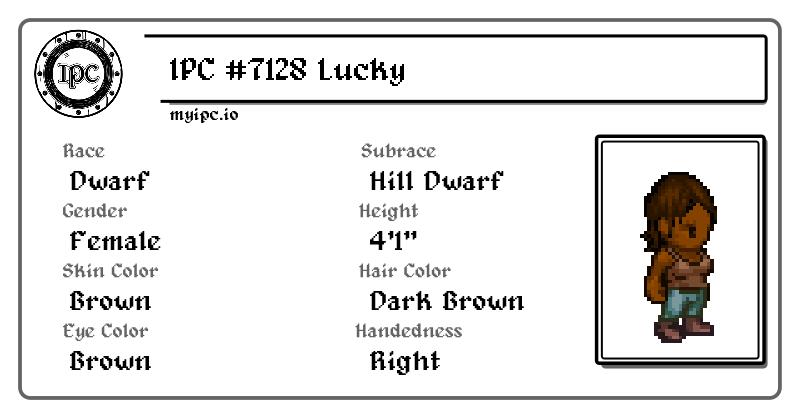 IPC
IPC #7128 Lucky
myipc.io
Race
Dwarf
Subrace
Hill Dwarf
Gender
Female
Height
4'1"
Skin Color
Brown
Hair Color
Dark Brown
Eye Color
Brown
Handedness
Right